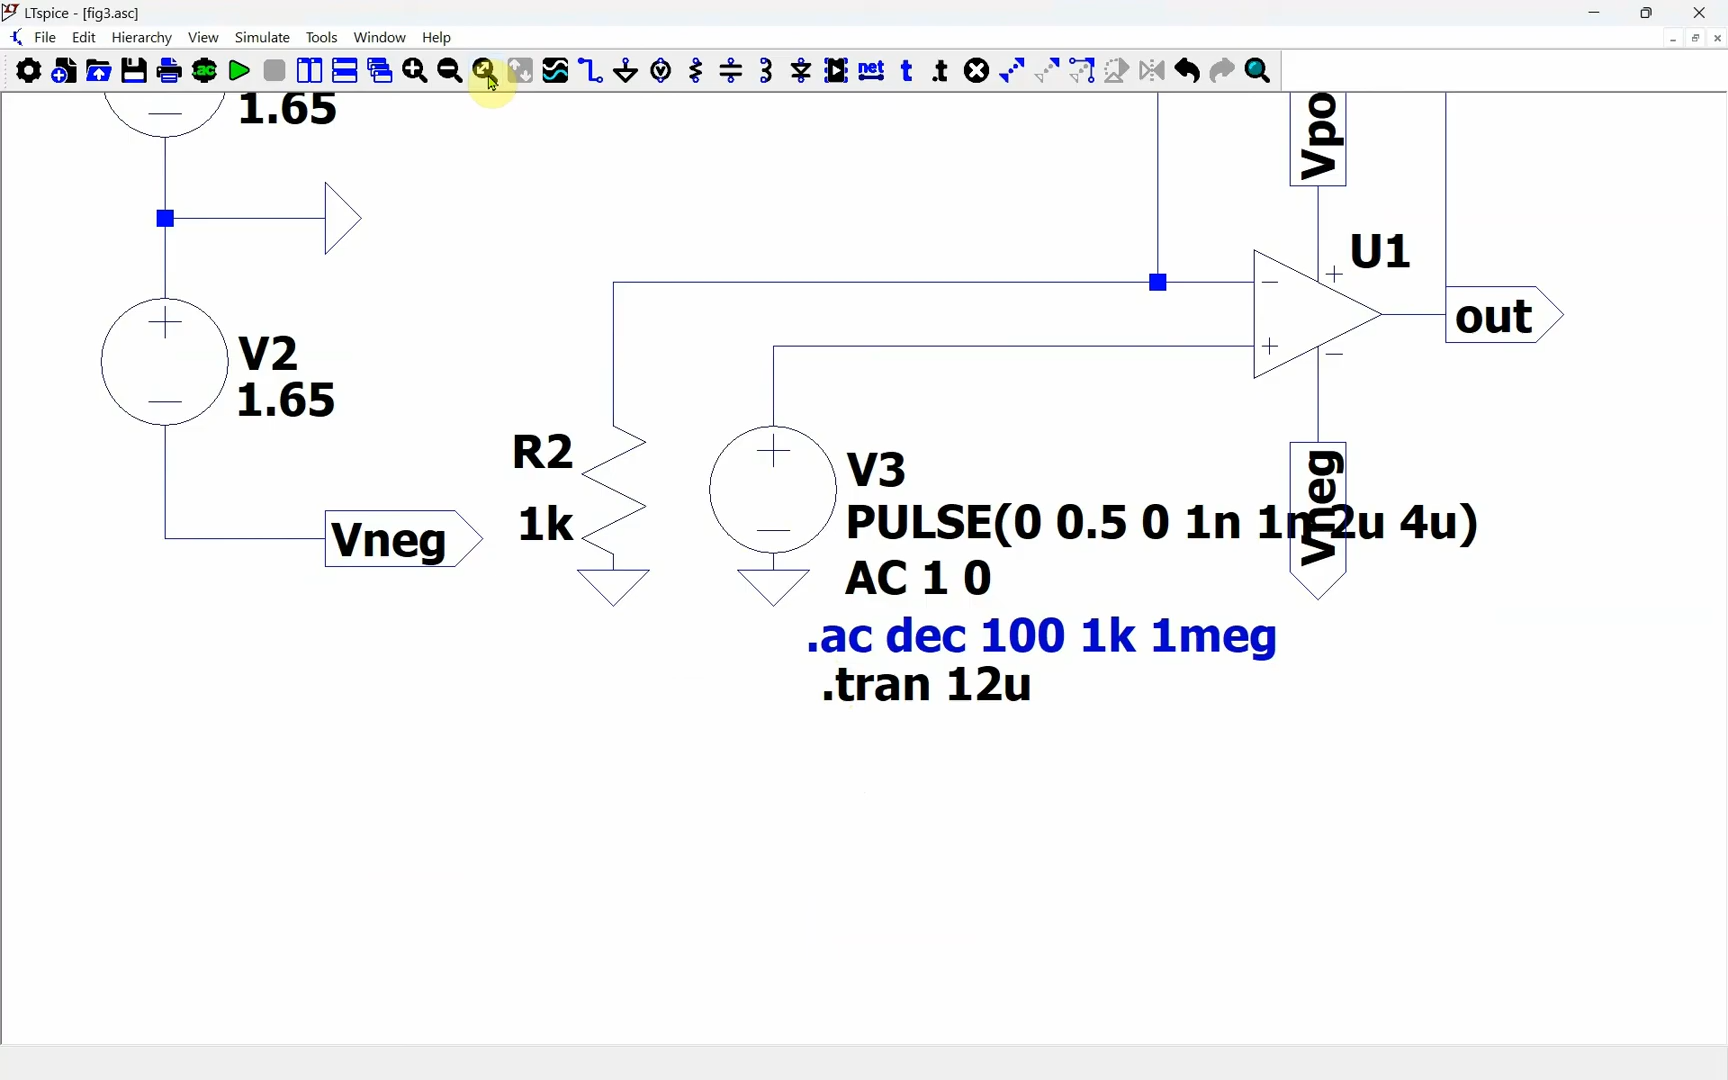 LTspice - [fig3.asc]
File Edit Hierarchy View Simulate Tools Window Help
.ac net t .t
1.65
Vpo
U1
out
V2
1.65
R2
1k
V3
PULSE(0 0.5 0 1n 1n 2u 4u)
AC 1 0
Vneg
Vneg
.ac dec 100 1k 1meg
.tran 12u